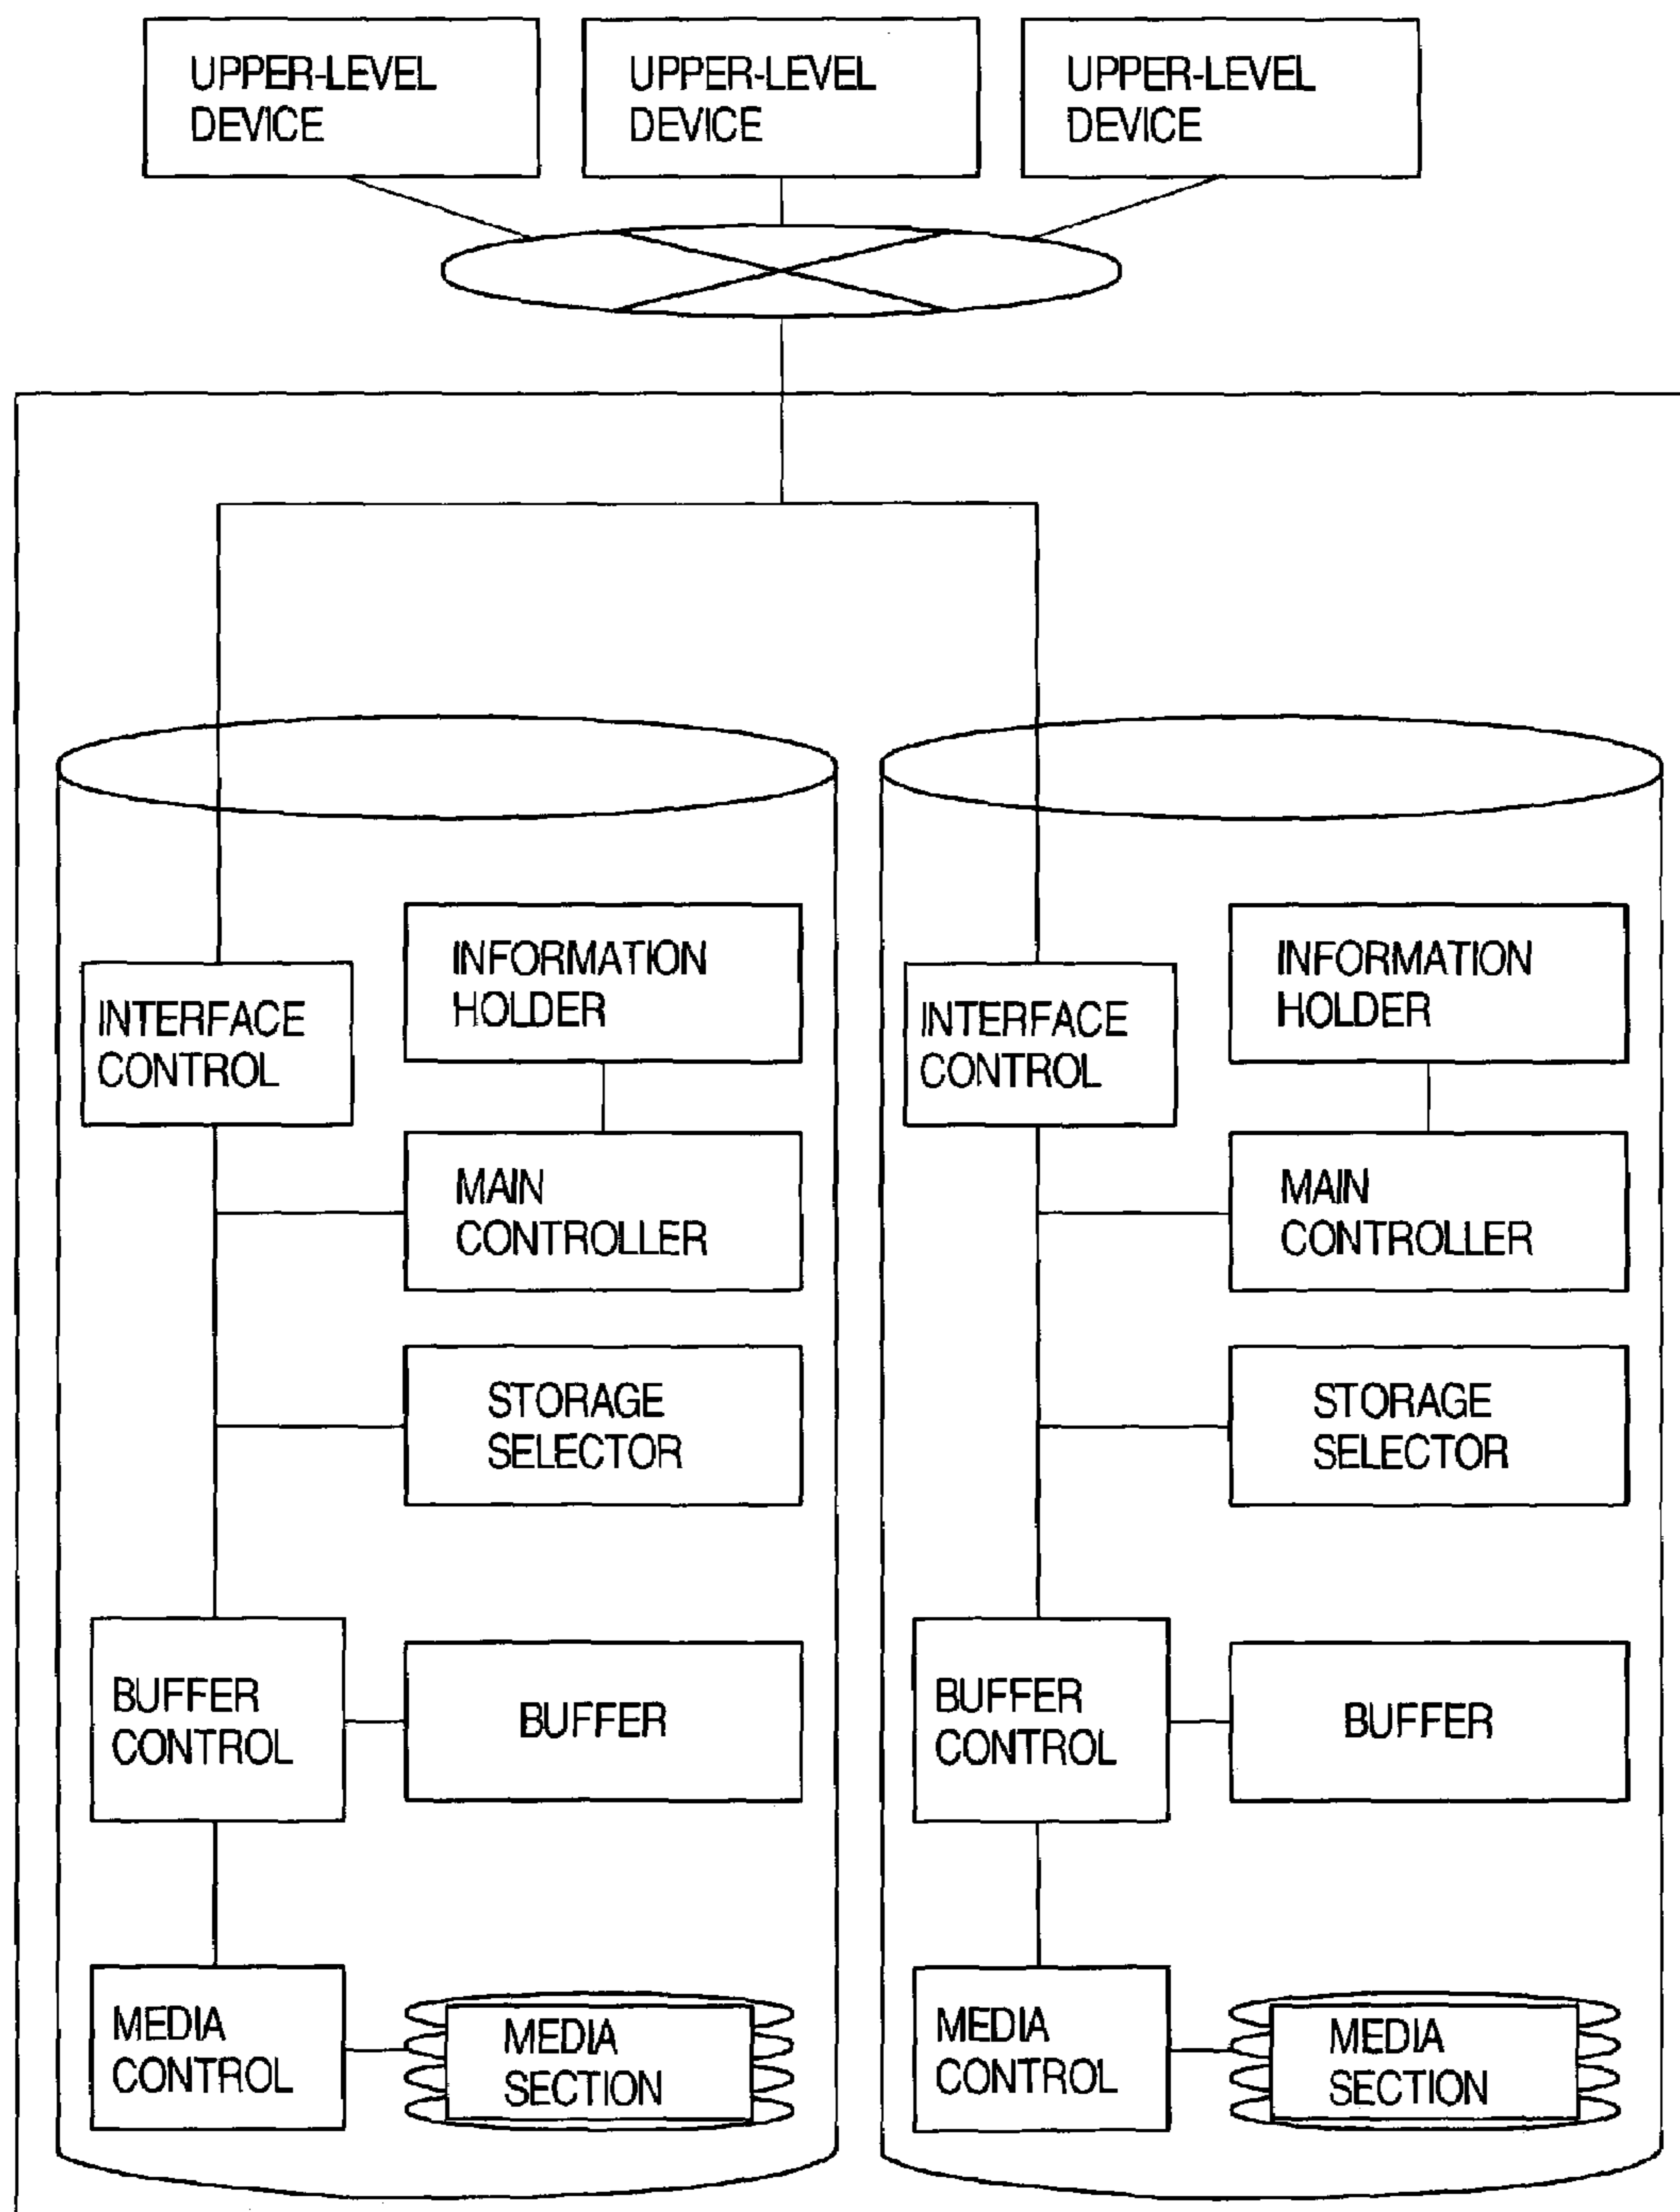 UPPER-LEVEL
DEVICE
UPPER-LEVEL
DEVICE
UPPER-LEVEL
DEVICE
INTERFACE
CONTROL
INFORMATION
HOLDER
MAIN
CONTROLLER
STORAGE
SELECTOR
BUFFER
CONTROL
BUFFER
MEDIA
CONTROL
MEDIA
SECTION
INTERFACE
CONTROL
INFORMATION
HOLDER
MAIN
CONTROLLER
STORAGE
SELECTOR
BUFFER
CONTROL
BUFFER
MEDIA
CONTROL
MEDIA
SECTION